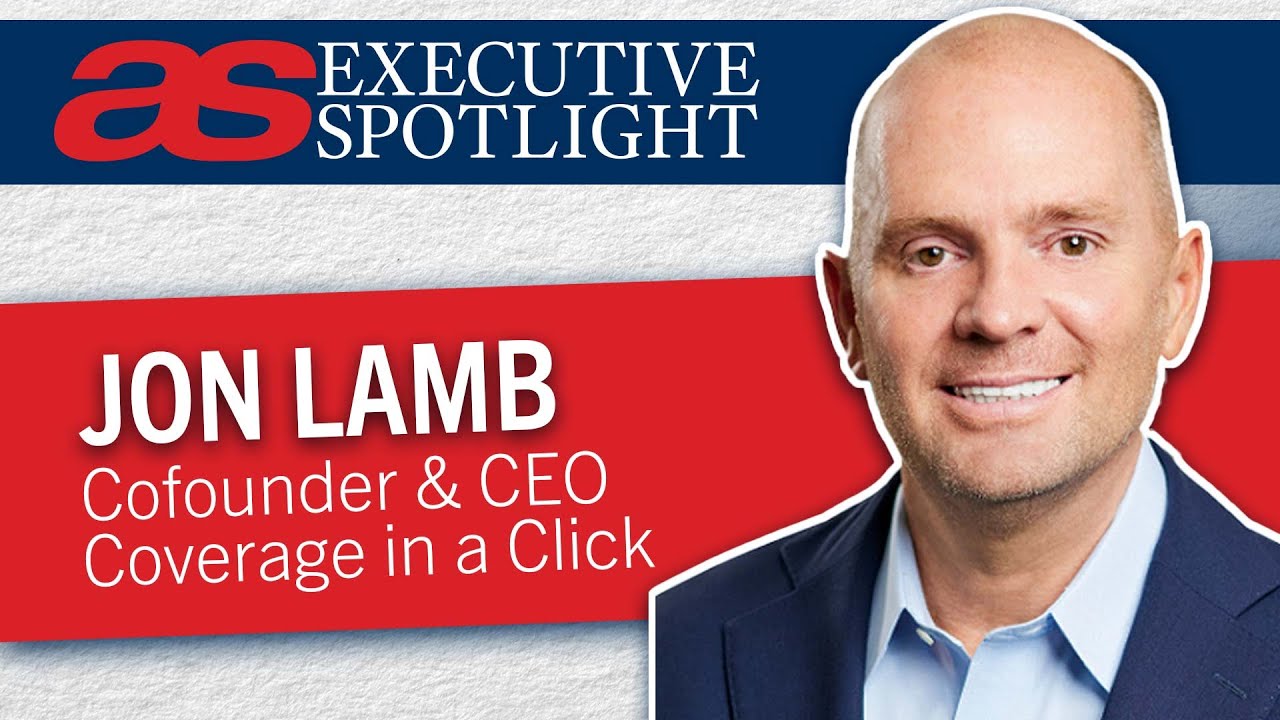 as EXECUTIVE
SPOTLIGHT
JON LAMB
Cofounder & CEO
Coverage in a Click